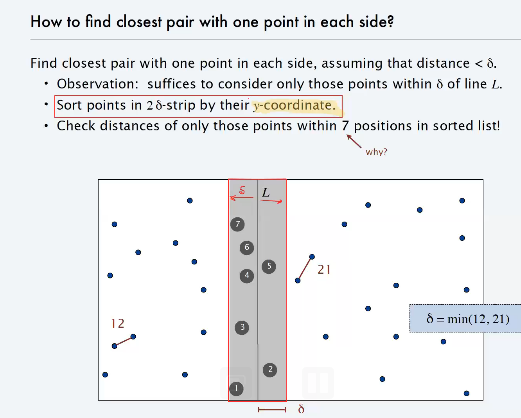 How to find closest pair with one point in each side?
Find closest pair with one point in each side, assuming that distance < δ.
• Observation: suffices to consider only those points within δ of line L.
• Sort points in 2 δ-strip by their y-coordinate.
• Check distances of only those points within 7 positions in sorted list!
why?
ε L
7
6
5
4
21
δ = min(12, 21)
12
3
2
1
δ